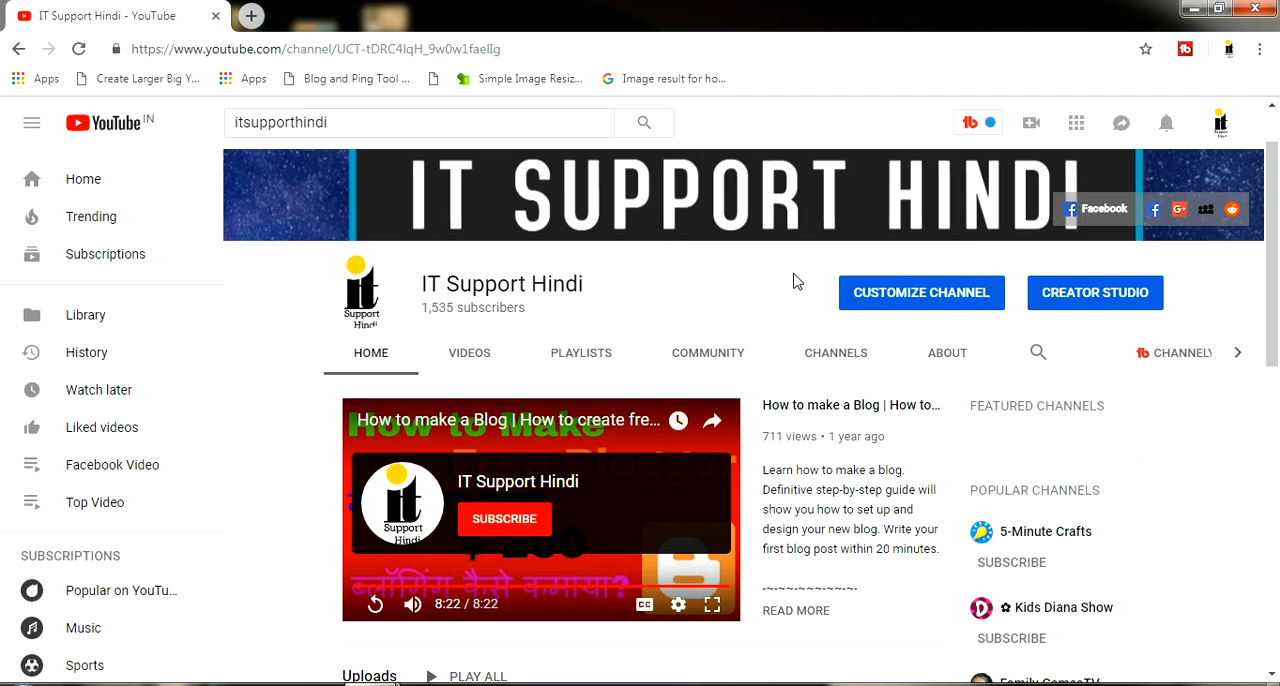 IT Support Hindi - YouTube
https://www.youtube.com/channel/UCT-tDRC4lqH_9w0w1faelIg
Apps
Create Larger Big Y...
Apps
Blog and Ping Tool ...
Simple Image Resiz...
Image result for ho...
YouTube IN
itsupporthindi
Home
Trending
Subscriptions
Library
History
Watch later
Liked videos
Facebook Video
Top Video
SUBSCRIPTIONS
Popular on YouTu...
Music
Sports
IT SUPPORT HINDI
Facebook
it
Support
Hindi
IT Support Hindi
1,535 subscribers
CUSTOMIZE CHANNEL
CREATOR STUDIO
HOME
VIDEOS
PLAYLISTS
COMMUNITY
CHANNELS
ABOUT
CHANNELY
How to make a Blog | How to create fre...
How to Make
it
Support
Hindi
IT Support Hindi
SUBSCRIBE
ब्लॉगिंग कैसे कमाया?
8:22 / 8:22
CC
How to make a Blog | How to...
711 views • 1 year ago
Learn how to make a blog.
Definitive step-by-step guide will
show you how to set up and
design your new blog. Write your
first blog post within 20 minutes.
-~-~~-~~~-~~-~-
READ MORE
FEATURED CHANNELS
POPULAR CHANNELS
5-Minute Crafts
SUBSCRIBE
✿ Kids Diana Show
SUBSCRIBE
Family GamesTV
Uploads
PLAY ALL